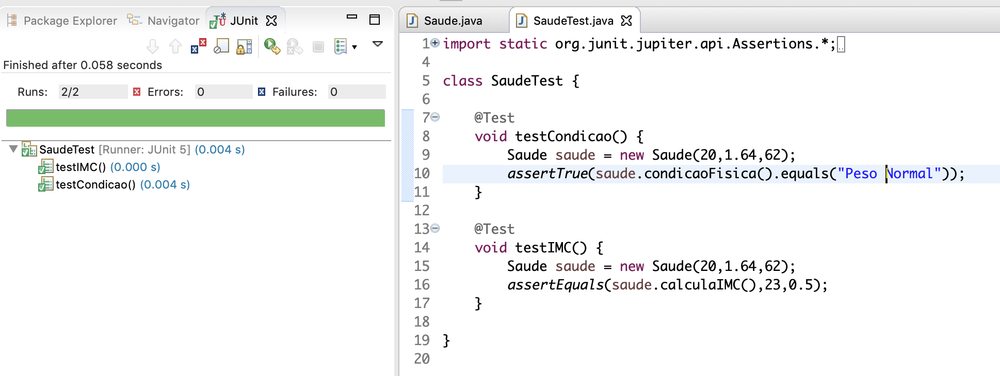 Package Explorer Navigator JUnit
Finished after 0.058 seconds
Runs: 2/2 Errors: 0 Failures: 0
SaudeTest [Runner: JUnit 5] (0.004 s)
testIMC() (0.000 s)
testCondicao() (0.004 s)
Saude.java SaudeTest.java
1 import static org.junit.jupiter.api.Assertions.*;
4
5 class SaudeTest {
6
7 @Test
8 void testCondicao() {
9 Saude saude = new Saude(20,1.64,62);
10 assertTrue(saude.condicaoFisica().equals("Peso Normal"));
11 }
12
13 @Test
14 void testIMC() {
15 Saude saude = new Saude(20,1.64,62);
16 assertEquals(saude.calculaIMC(),23,0.5);
17 }
18
19 }
20